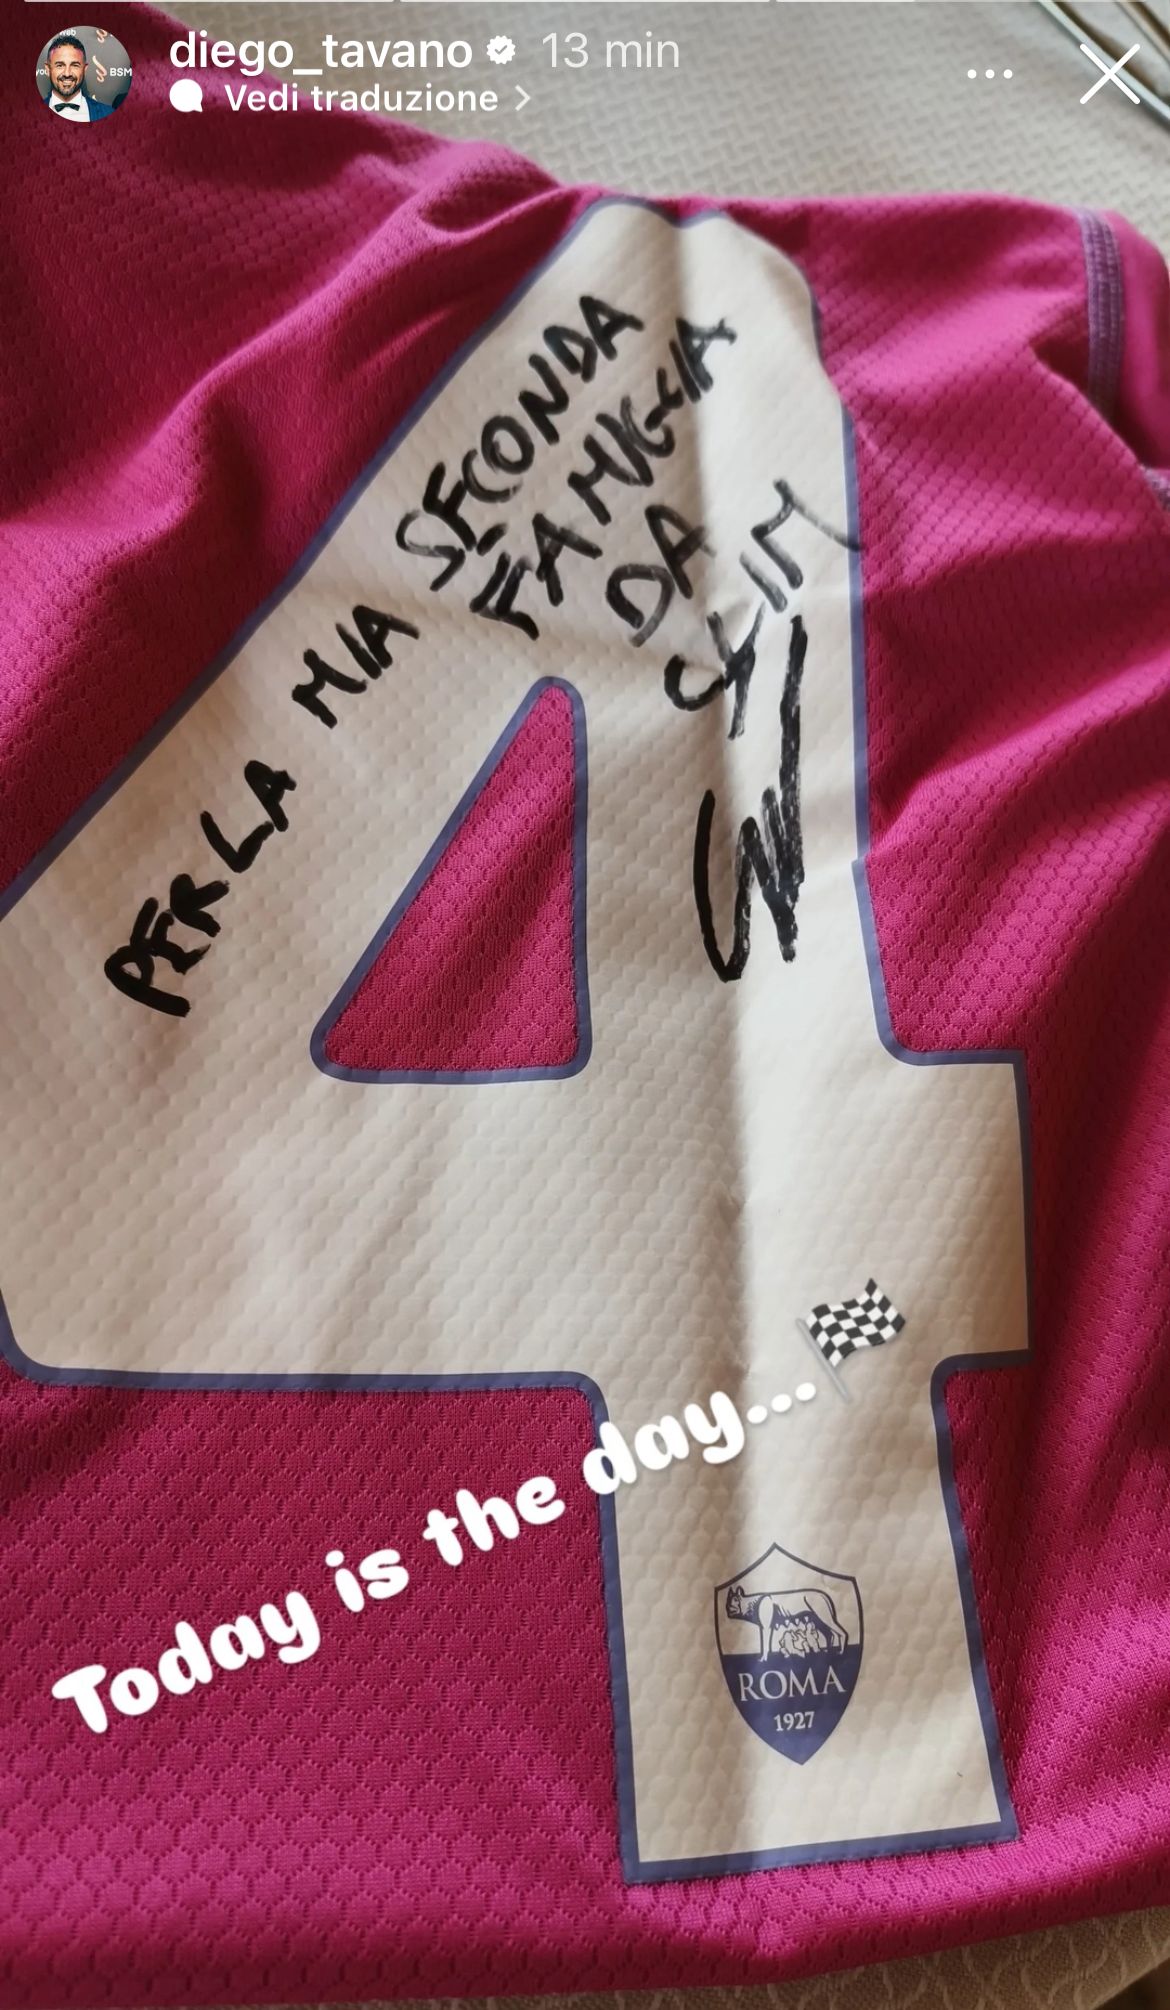 diego_tavano 13 min
Vedi traduzione
PER LA MIA SECONDA
FAMIGLIA
DA
Today is the day...
ROMA
1927